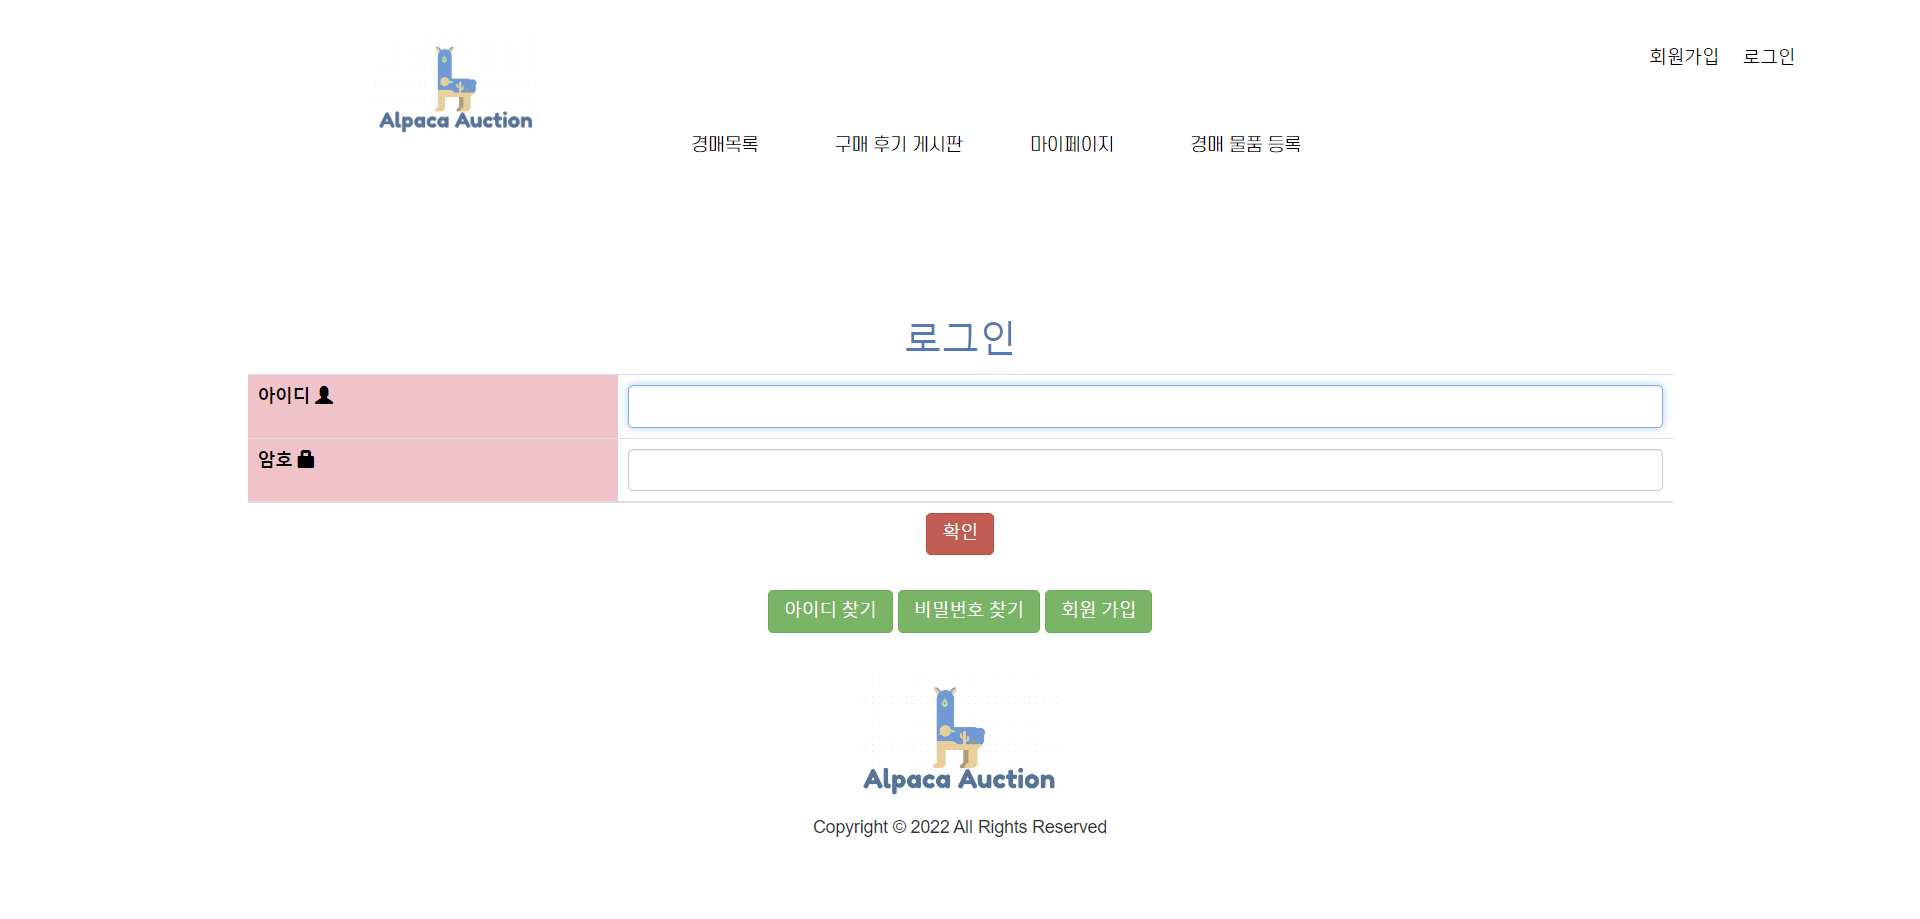 회원가입 로그인
Alpaca Auction
경매목록 구매 후기 게시판 마이페이지 경매 물품 등록
로그인
아이디
암호
확인
아이디 찾기 비밀번호 찾기 회원 가입
Alpaca Auction
Copyright © 2022 All Rights Reserved